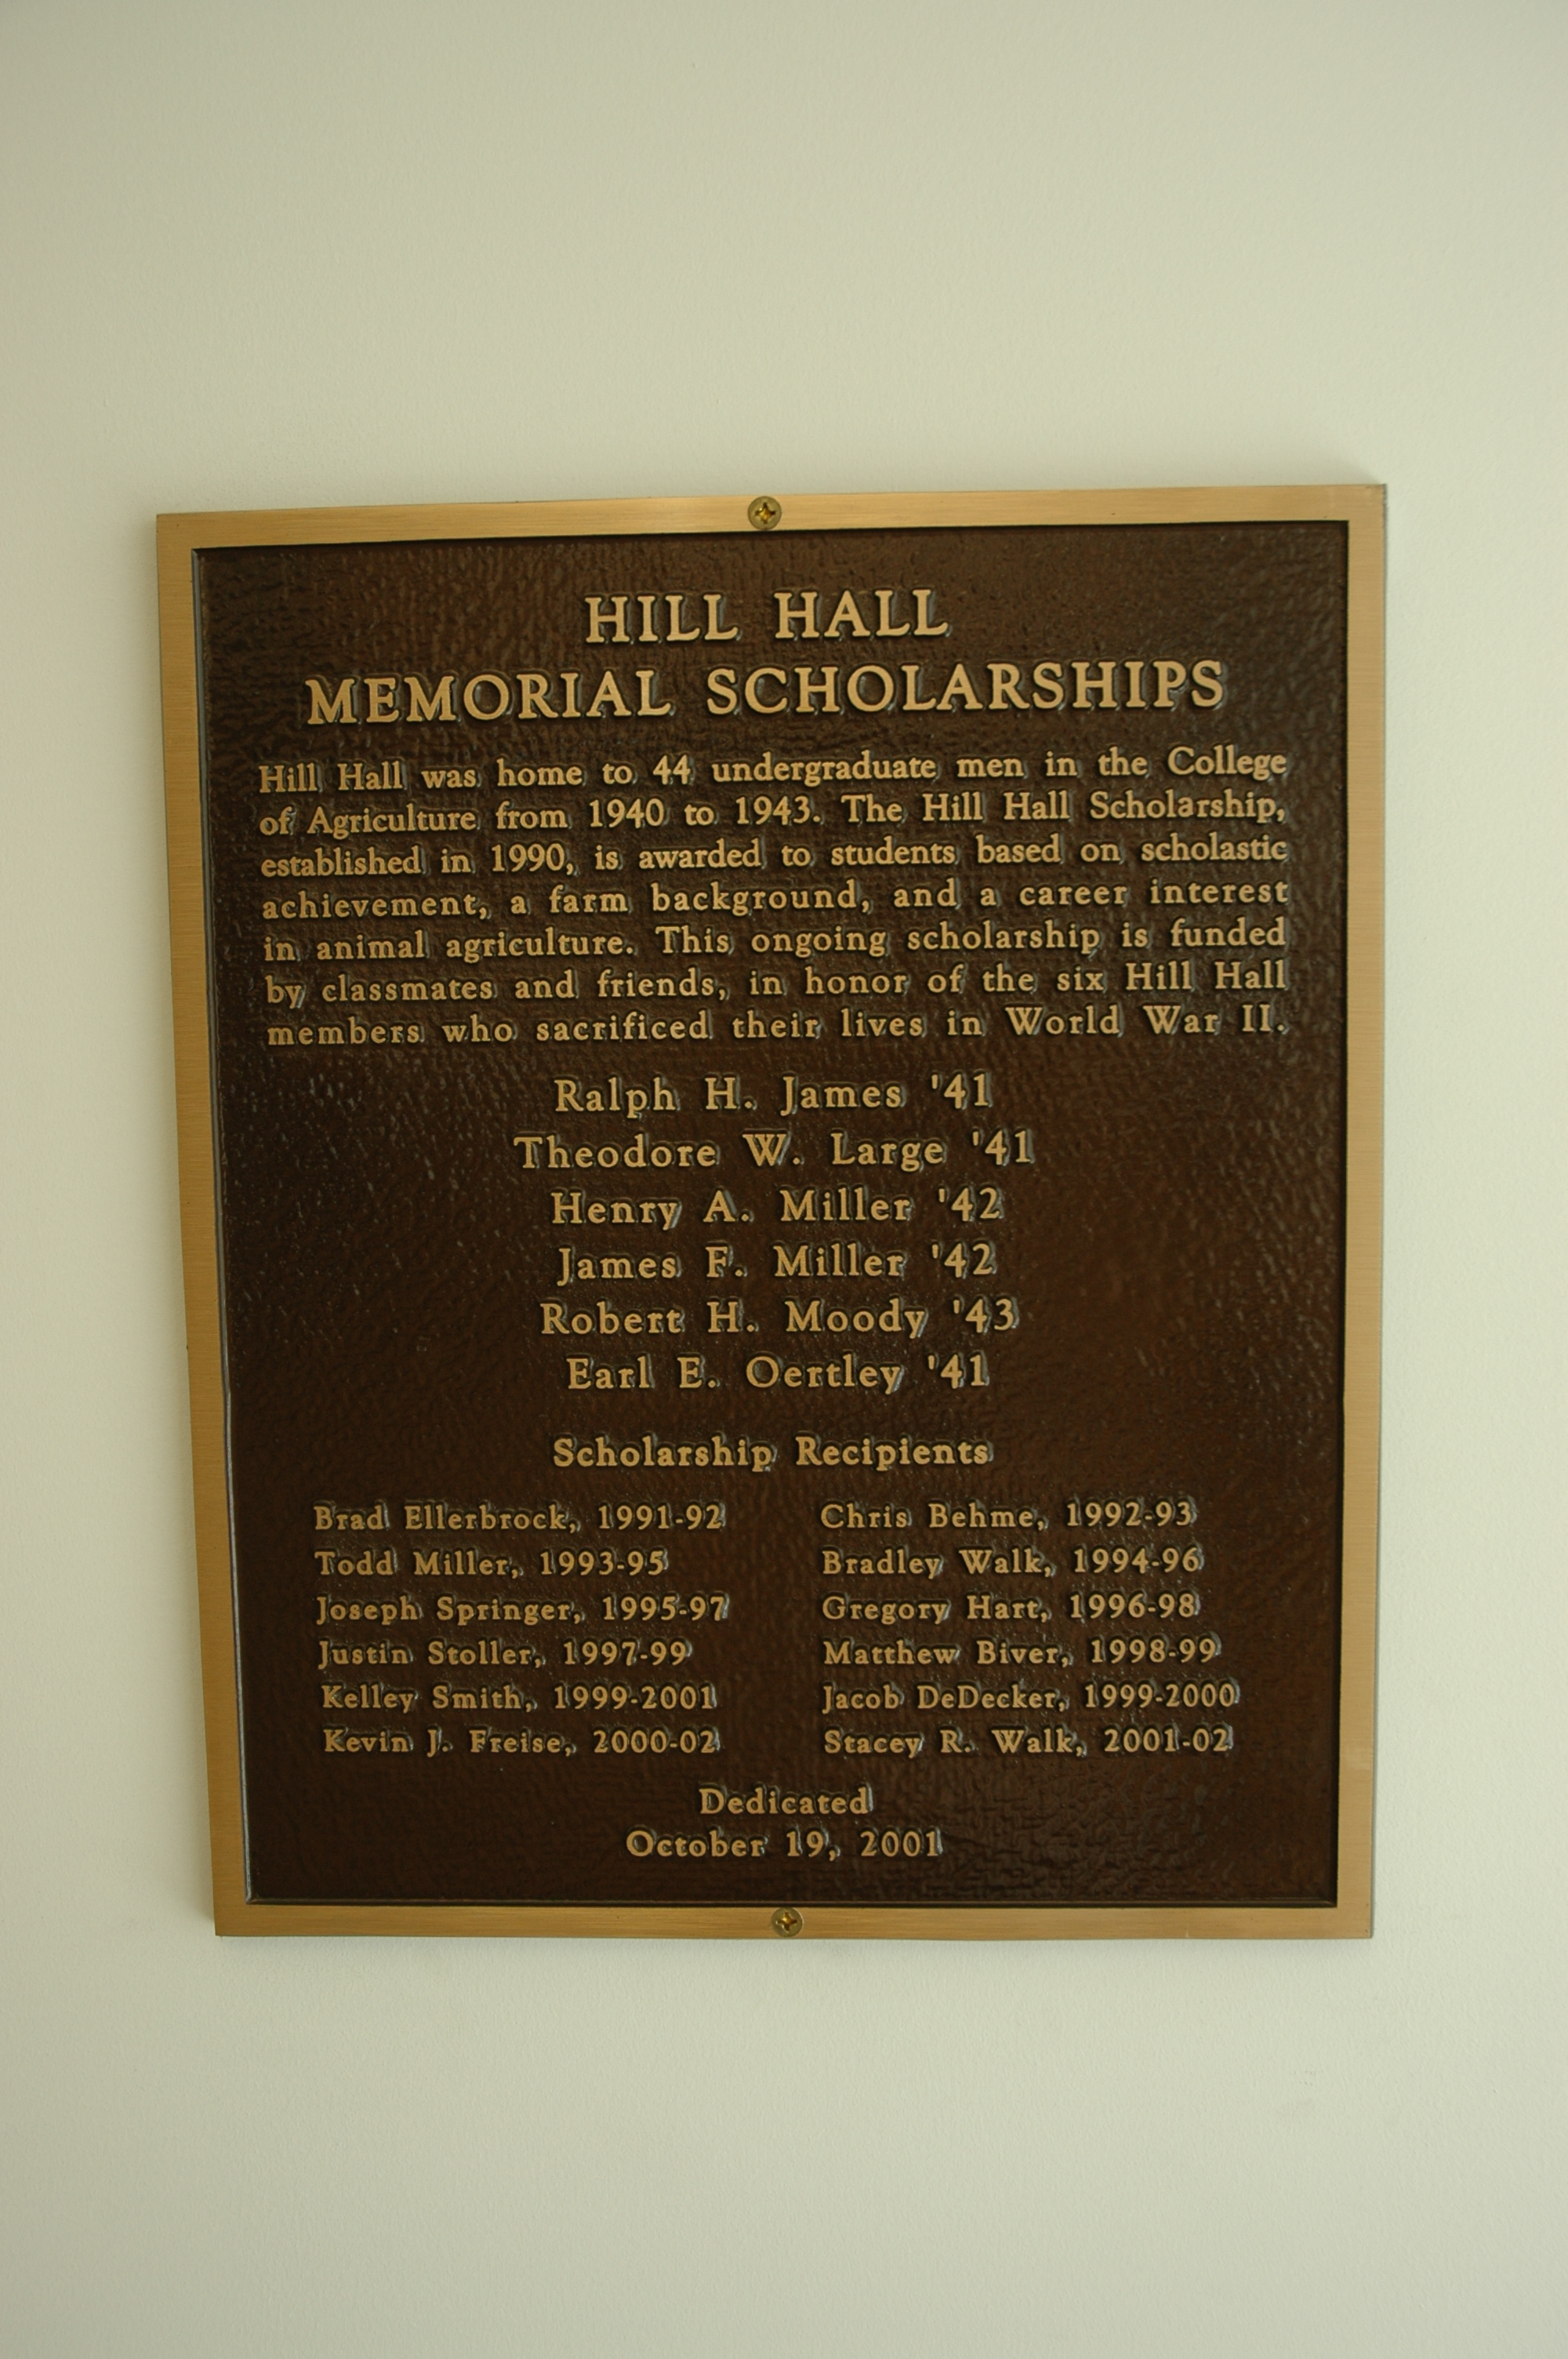 HILL HALL
MEMORIAL SCHOLARSHIPS
Hill Hall was home to 44 undergraduate men in the College
of Agriculture from 1940 to 1943. The Hill Hall Scholarship,
established in 1990, is awarded to students based on scholastic
achievement, a farm background, and a career interest
in animal agriculture. This ongoing scholarship is funded
by classmates and friends, in honor of the six Hill Hall
members who sacrificed their lives in World War II.
Ralph H. James '41
Theodore W. Large '41
Henry A. Miller '42
James F. Miller '42
Robert H. Moody '43
Earl E. Oertley '41
Scholarship Recipients
Brad Ellerbrock, 1991-92 Chris Behme, 1992-93
Todd Miller, 1993-95 Bradley Walk, 1994-96
Joseph Springer, 1995-97 Gregory Hart, 1996-98
Justin Stoller, 1997-99 Matthew Biver, 1998-99
Kelley Smith, 1999-2001 Jacob DeDecker, 1999-2000
Kevin J. Freise, 2000-02 Stacey R. Walk, 2001-02
Dedicated
October 19, 2001